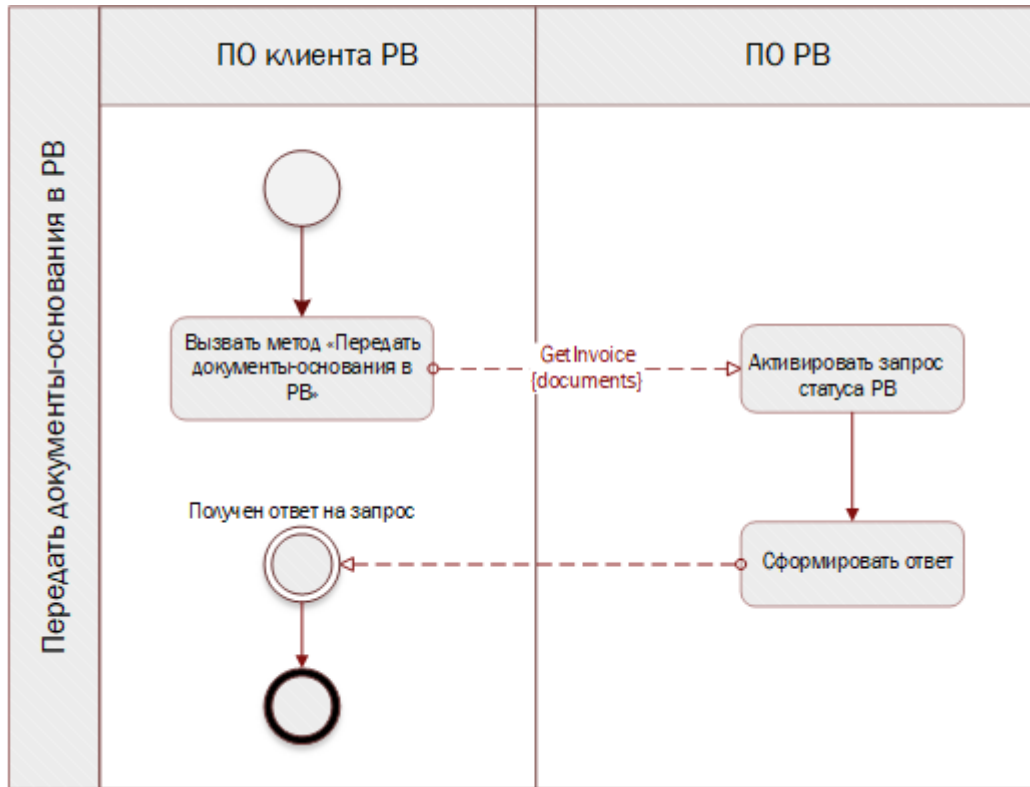 ПО клиента РВ
ПО РВ
Передать документы-основания в РВ
Вызвать метод «Передать
документы-основания в
РВ»
GetInvoice
{documents}
Активировать запрос
статуса РВ
Получен ответ на запрос
Сформировать ответ